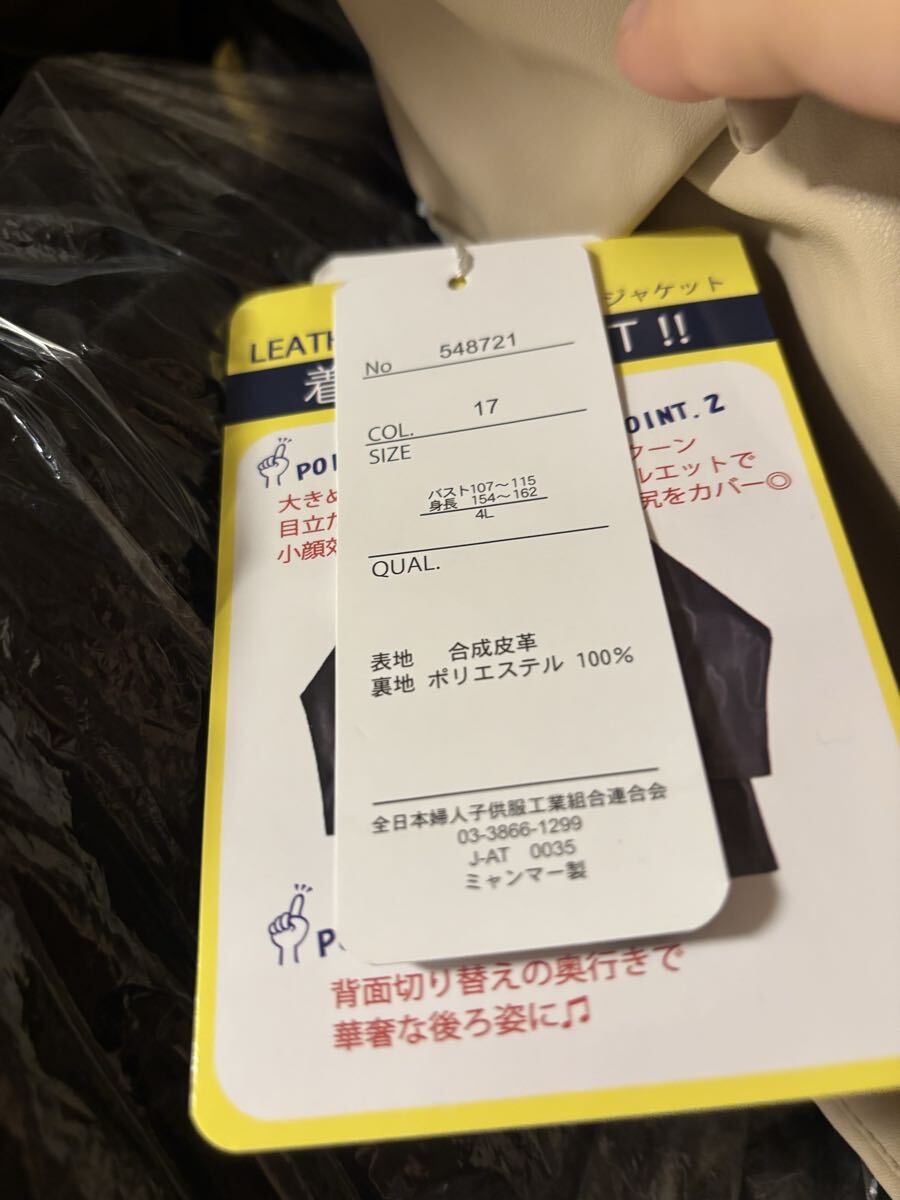 No 548721
COL. 17
SIZE
バスト107～115
身長 154～162
4L
QUAL.
表地 合成皮革
裏地 ポリエステル 100%
全日本婦人子供服工業組合連合会
03-3866-1299
J-AT 0035
ミャンマー製
ジャケット
LEATH
T !!
着
大きめ
目立た
小顔効
OINT. 2
ルエットで
尻をカバー◎
背面切り替えの奥行きで
華奢な後ろ姿に♫